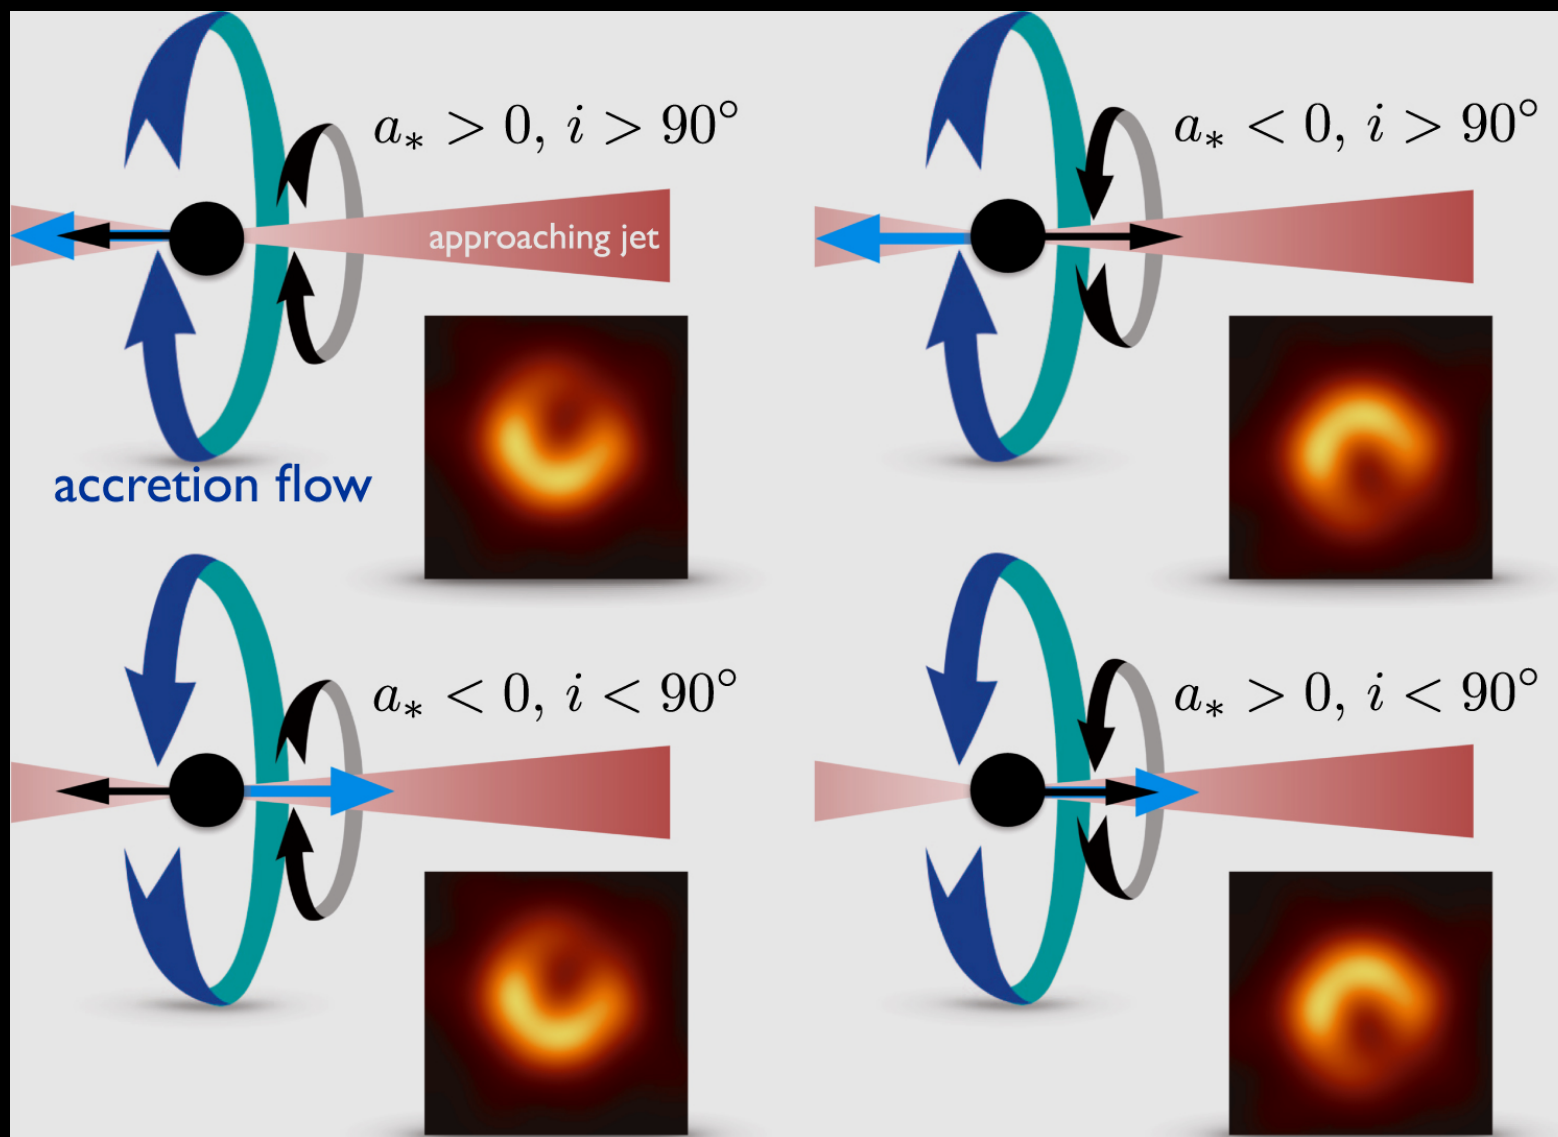 a* > 0, i > 90°
a* < 0, i > 90°
approaching jet
accretion flow
a* < 0, i < 90°
a* > 0, i < 90°